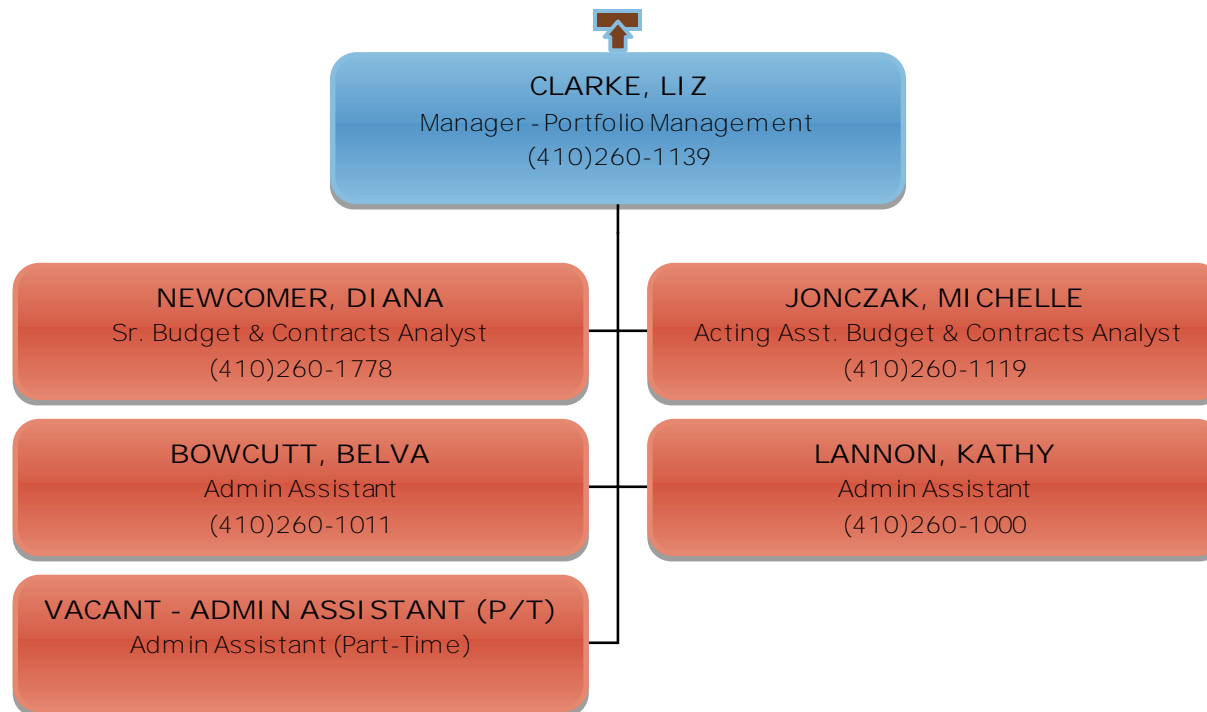 CLARKE, LIZ
Manager - Portfolio Management
(410)260-1139
NEWCOMER, DIANA
Sr. Budget & Contracts Analyst
(410)260-1778
JONCZAK, MICHELLE
Acting Asst. Budget & Contracts Analyst
(410)260-1119
BOWCUTT, BELVA
Admin Assistant
(410)260-1011
LANNON, KATHY
Admin Assistant
(410)260-1000
VACANT - ADMIN ASSISTANT (P/T)
Admin Assistant (Part-Time)